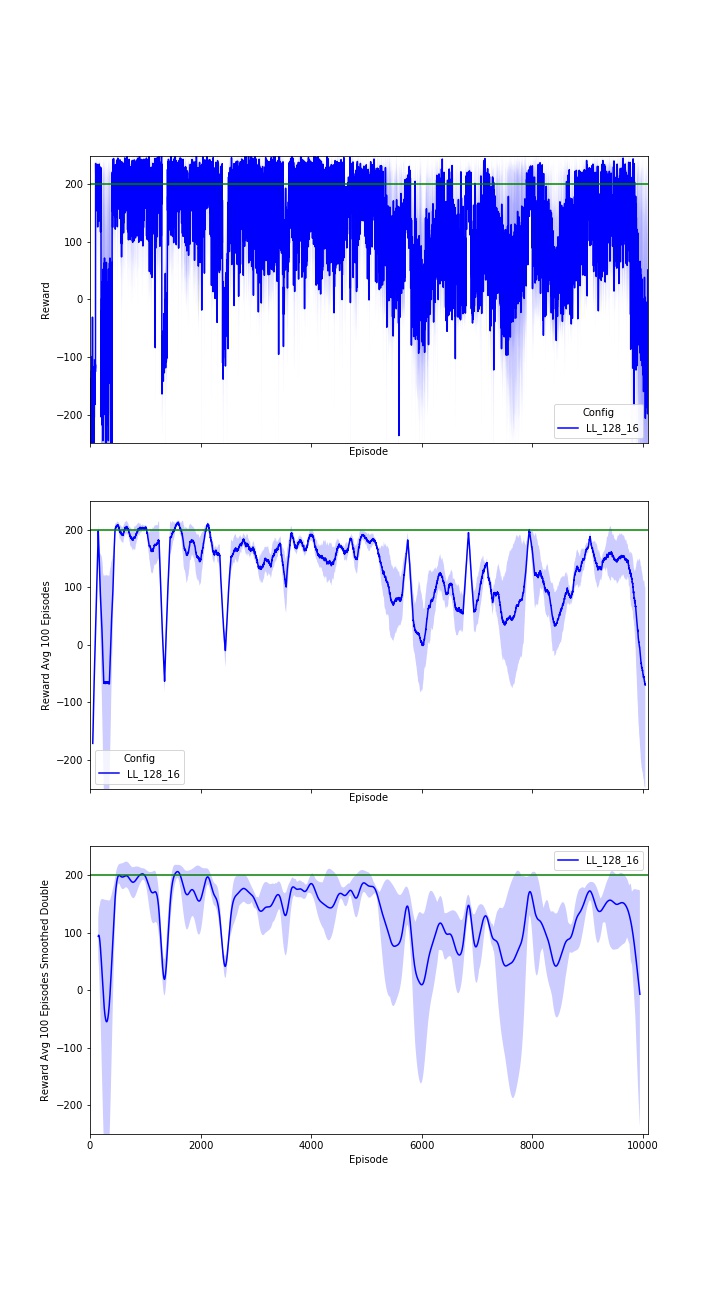 200
100
0
−100
−200
Reward
Config
LL_128_16
Episode
200
100
0
−100
−200
Reward Avg 100 Episodes
Config
LL_128_16
Episode
200
100
0
−100
−200
Reward Avg 100 Episodes Smoothed Double
LL_128_16
0 2000 4000 6000 8000 10000
Episode